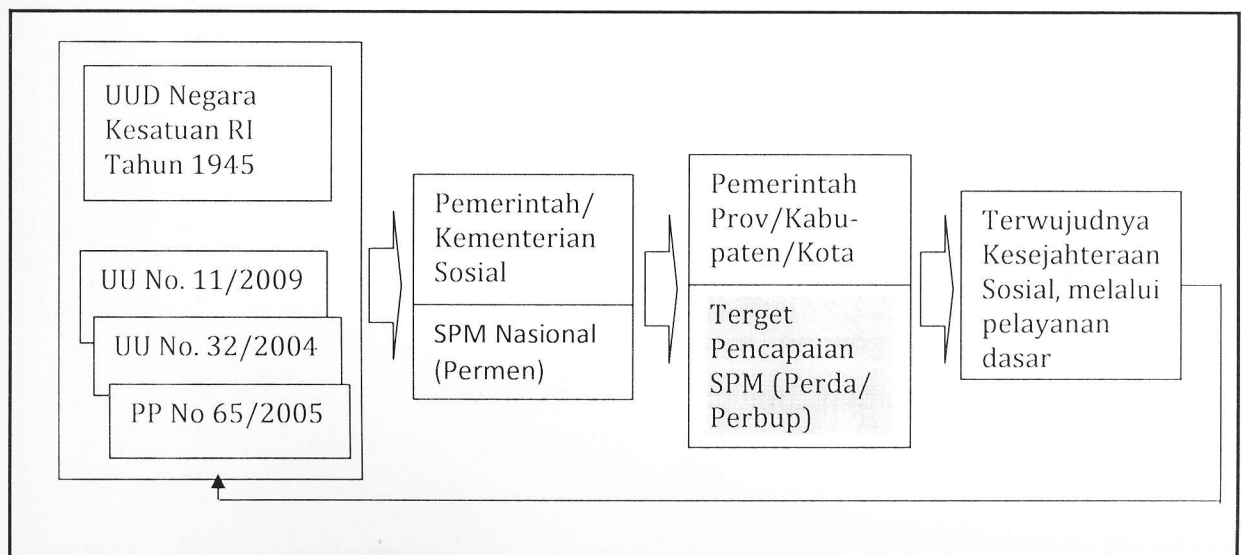 UUD Negara
Kesatuan RI
Tahun 1945
UU No. 11/2009
UU No. 32/2004
PP No 65/2005
Pemerintah/
Kementerian
Sosial
SPM Nasional
(Permen)
Pemerintah
Prov/Kabu-
paten/Kota
Terget
Pencapaian
SPM (Perda/
Perbup)
Terwujudnya
Kesejahteraan
Sosial, melalui
pelayanan
dasar